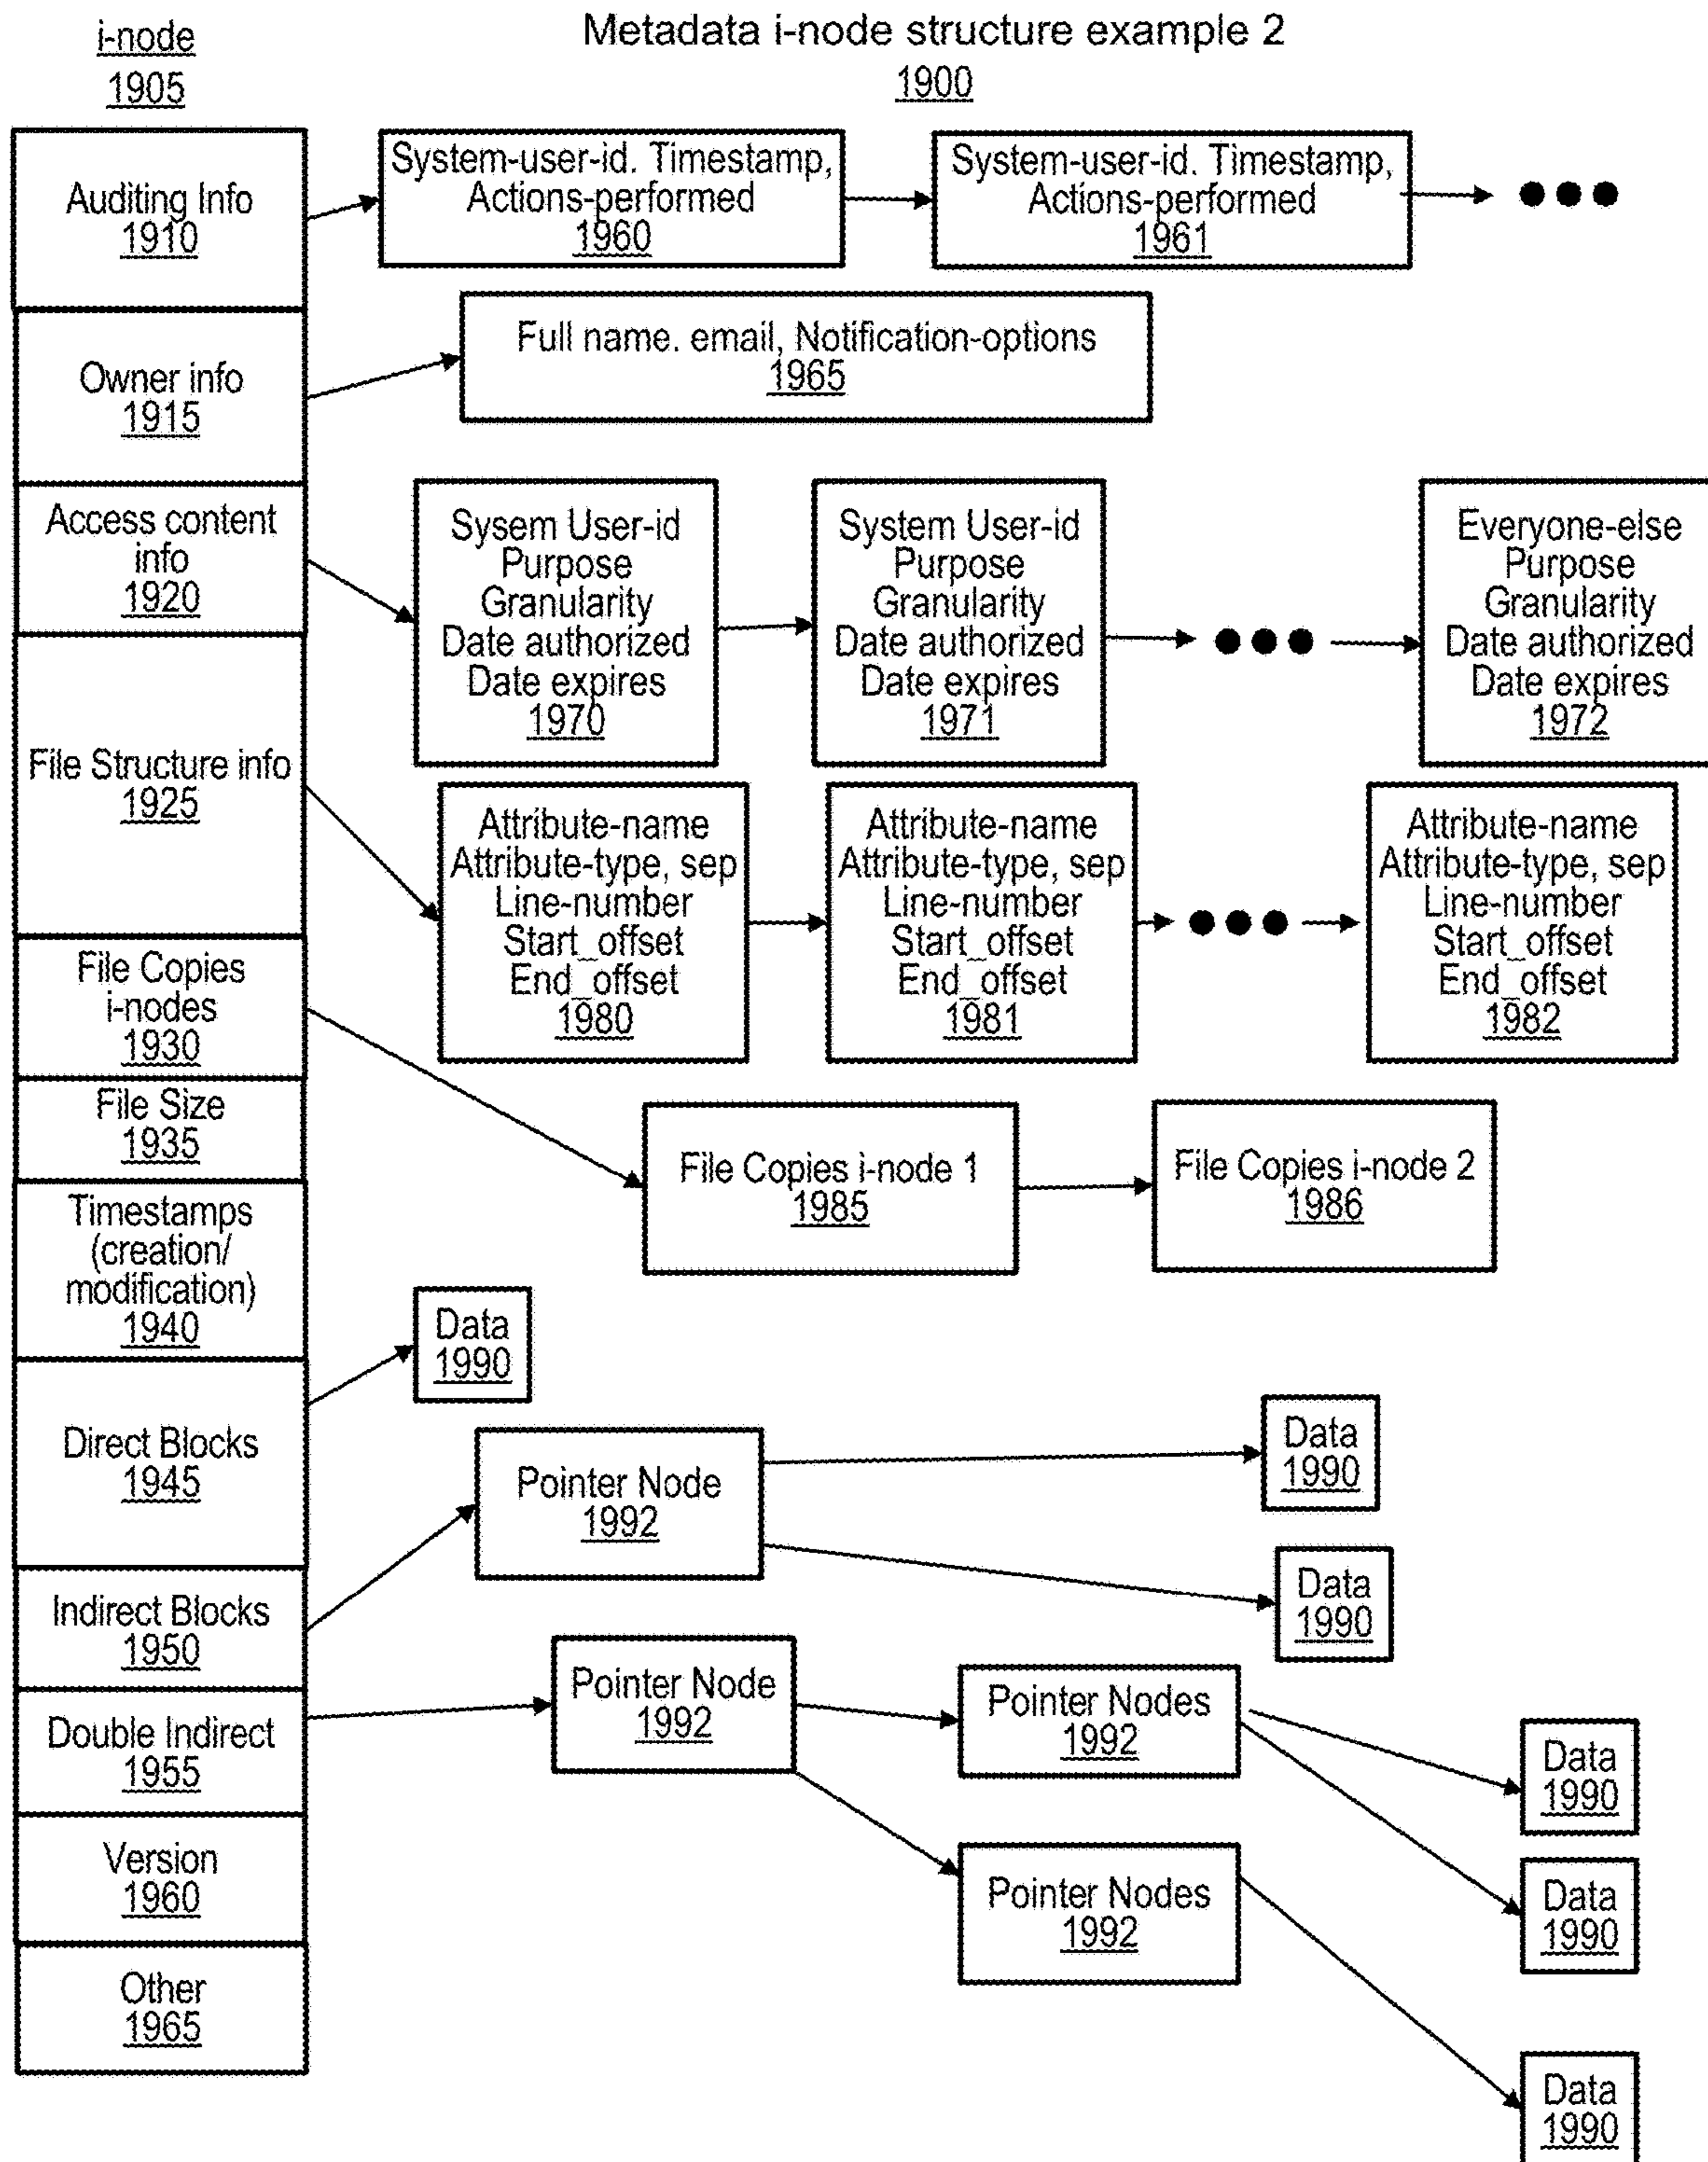 i-node
1905
Metadata i-node structure example 2
1900
Auditing Info
1910
System-user-id. Timestamp,
Actions-performed
1960
System-user-id. Timestamp,
Actions-performed
1961
Owner info
1915
Full name. email, Notification-options
1965
Access content
info
1920
Sysem User-id
Purpose
Granularity
Date authorized
Date expires
1970
System User-id
Purpose
Granularity
Date authorized
Date expires
1971
Everyone-else
Purpose
Granularity
Date authorized
Date expires
1972
File Structure info
1925
Attribute-name
Attribute-type, sep
Line-number
Start_offset
End_offset
1980
Attribute-name
Attribute-type, sep
Line-number
Start_offset
End_offset
1981
Attribute-name
Attribute-type, sep
Line-number
Start_offset
End_offset
1982
File Copies
i-nodes
1930
File Size
1935
File Copies i-node 1
1985
File Copies i-node 2
1986
Timestamps
(creation/
modification)
1940
Data
1990
Direct Blocks
1945
Pointer Node
1992
Data
1990
Data
1990
Indirect Blocks
1950
Double Indirect
1955
Pointer Node
1992
Pointer Nodes
1992
Data
1990
Version
1960
Pointer Nodes
1992
Data
1990
Other
1965
Data
1990